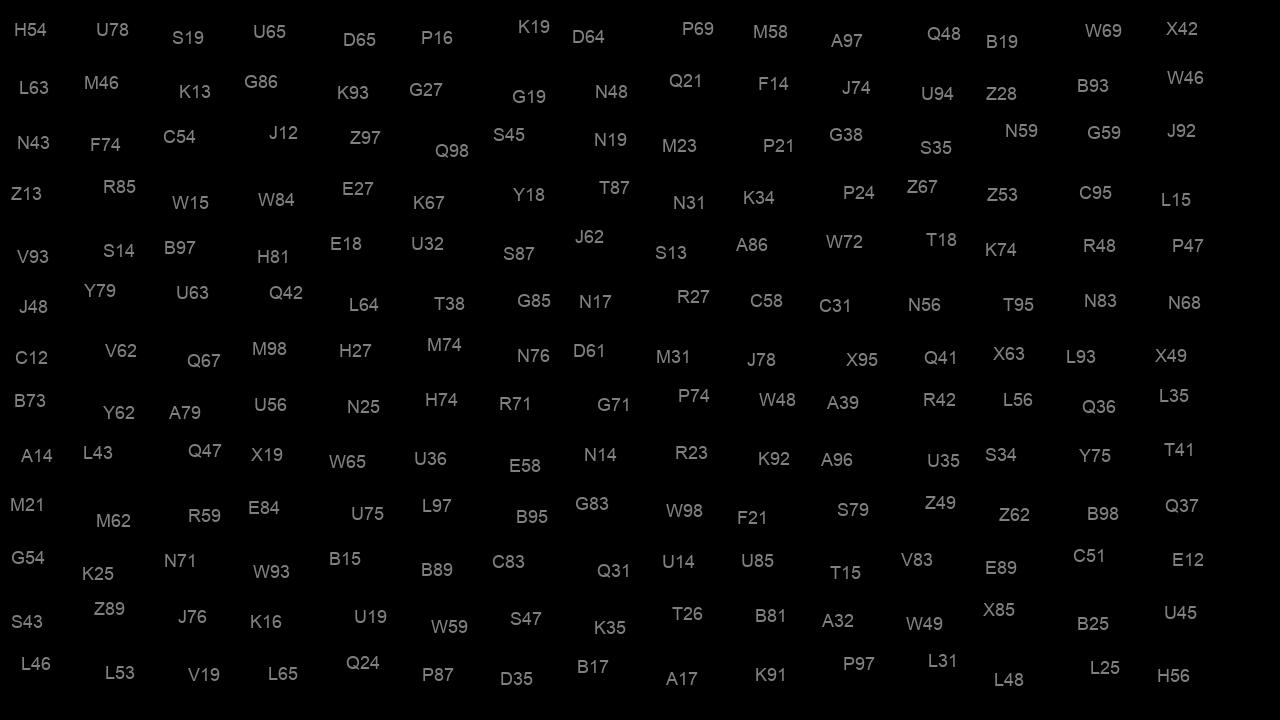 H54 U78 S19 U65 D65 P16 K19 D64 P69 M58 A97 Q48 B19 W69 X42
L63 M46 K13 G86 K93 G27 G19 N48 Q21 F14 J74 U94 Z28 B93 W46
N43 F74 C54 J12 Z97 Q98 S45 N19 M23 P21 G38 S35 N59 G59 J92
Z13 R85 W15 W84 E27 K67 Y18 T87 N31 K34 P24 Z67 Z53 C95 L15
V93 S14 B97 H81 E18 U32 S87 J62 S13 A86 W72 T18 K74 R48 P47
J48 Y79 U63 Q42 L64 T38 G85 N17 R27 C58 C31 N56 T95 N83 N68
C12 V62 Q67 M98 H27 M74 N76 D61 M31 J78 X95 Q41 X63 L93 X49
B73 Y62 A79 U56 N25 H74 R71 G71 P74 W48 A39 R42 L56 Q36 L35
A14 L43 Q47 X19 W65 U36 E58 N14 R23 K92 A96 U35 S34 Y75 T41
M21 M62 R59 E84 U75 L97 B95 G83 W98 F21 S79 Z49 Z62 B98 Q37
G54 K25 N71 W93 B15 B89 C83 Q31 U14 U85 T15 V83 E89 C51 E12
S43 Z89 J76 K16 U19 W59 S47 K35 T26 B81 A32 W49 X85 B25 U45
L46 L53 V19 L65 Q24 P87 D35 B17 A17 K91 P97 L31 L48 L25 H56